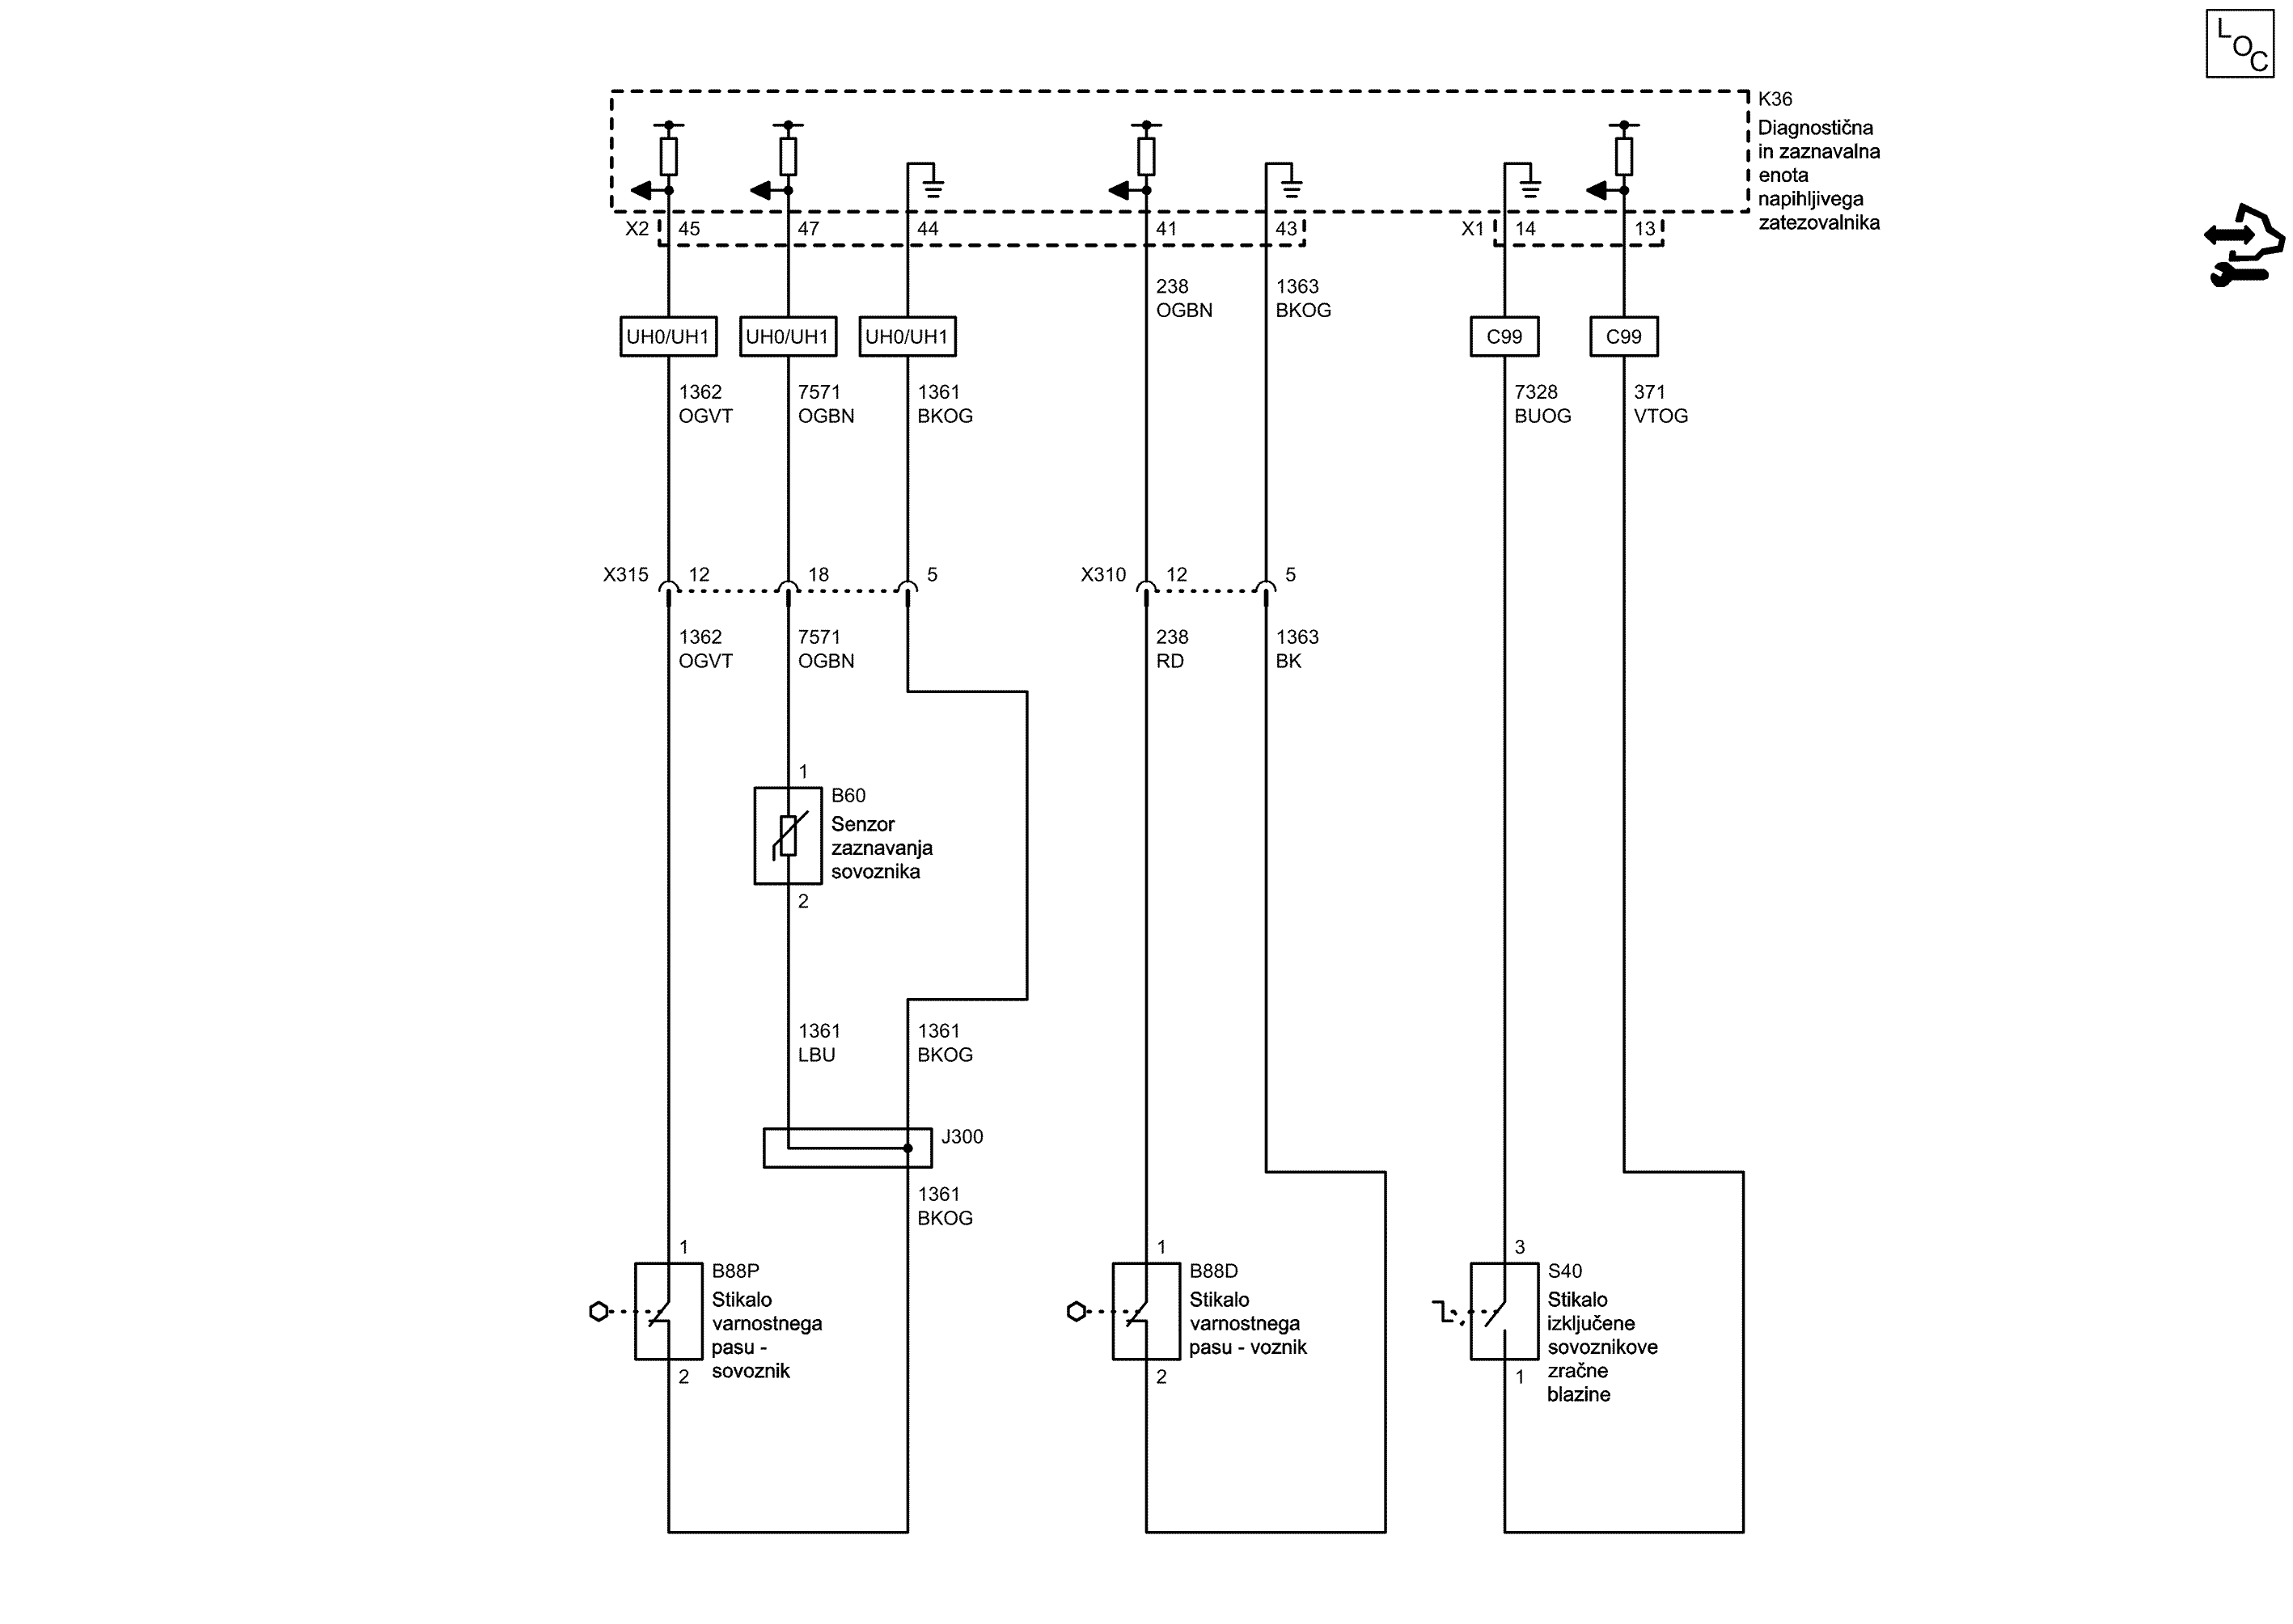 LOC
K36
Diagnostična
in zaznavalna
enota
napihljivega
zatezovalnika
X2 45 47 44 41 43 X1 14 13
238 1363
OGBN BKOG
UH0/UH1 UH0/UH1 UH0/UH1 C99 C99
1362 7571 1361 7328 371
OGVT OGBN BKOG BUOG VTOG
X315 12 18 5 X310 12 5
1362 7571 238 1363
OGVT OGBN RD BK
1
B60
Senzor
zaznavanja
sovoznika
2
1361 1361
LBU BKOG
J300
1361
BKOG
1 1 3
B88P
Stikalo
varnostnega
pasu -
sovoznik
2
B88D
Stikalo
varnostnega
pasu - voznik
2
S40
Stikalo
izključene
sovoznikove
zračne
blazine
1